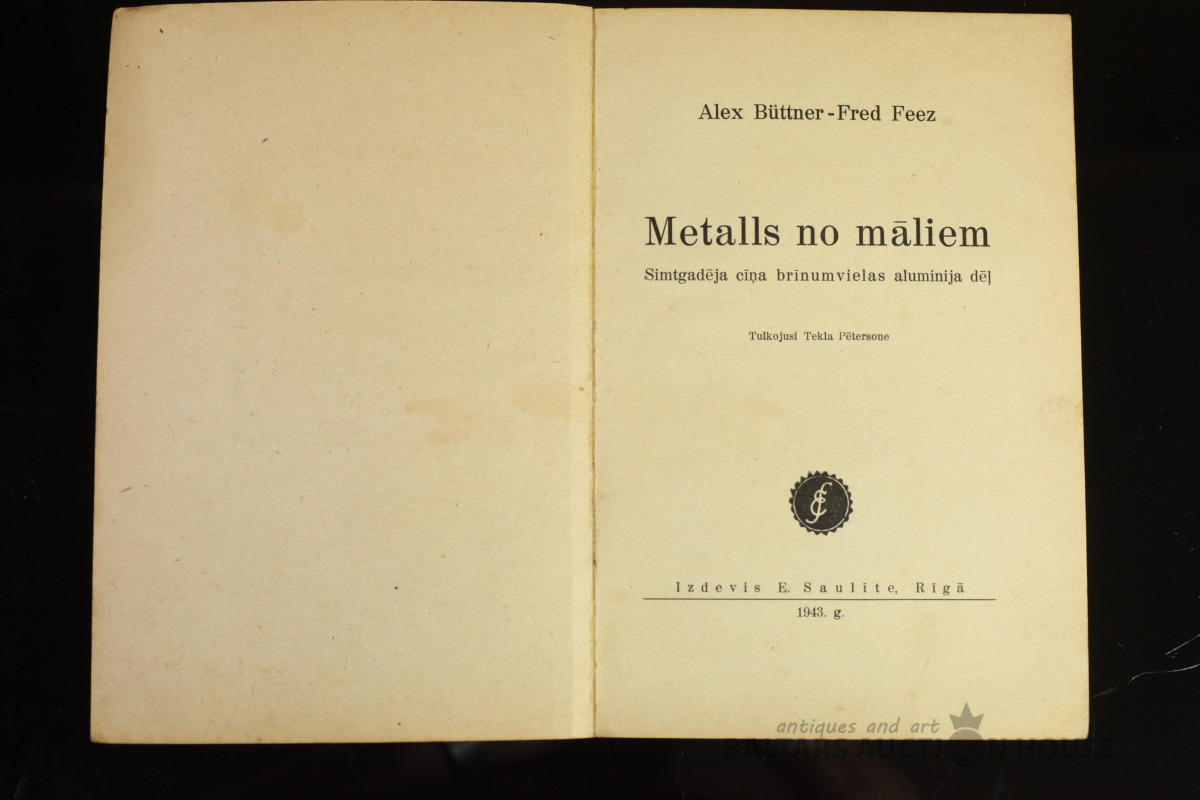 Alex Büttner - Fred Feez
Metalls no māliem
Simtgadēja cīņa brīnumvielas aluminija dēļ
Tulkojusi Tekla Pētersone
Izdevis E. Saulīte, Rīgā
1943. g.
antiques and art
BALTARS AUCTION HOUSE